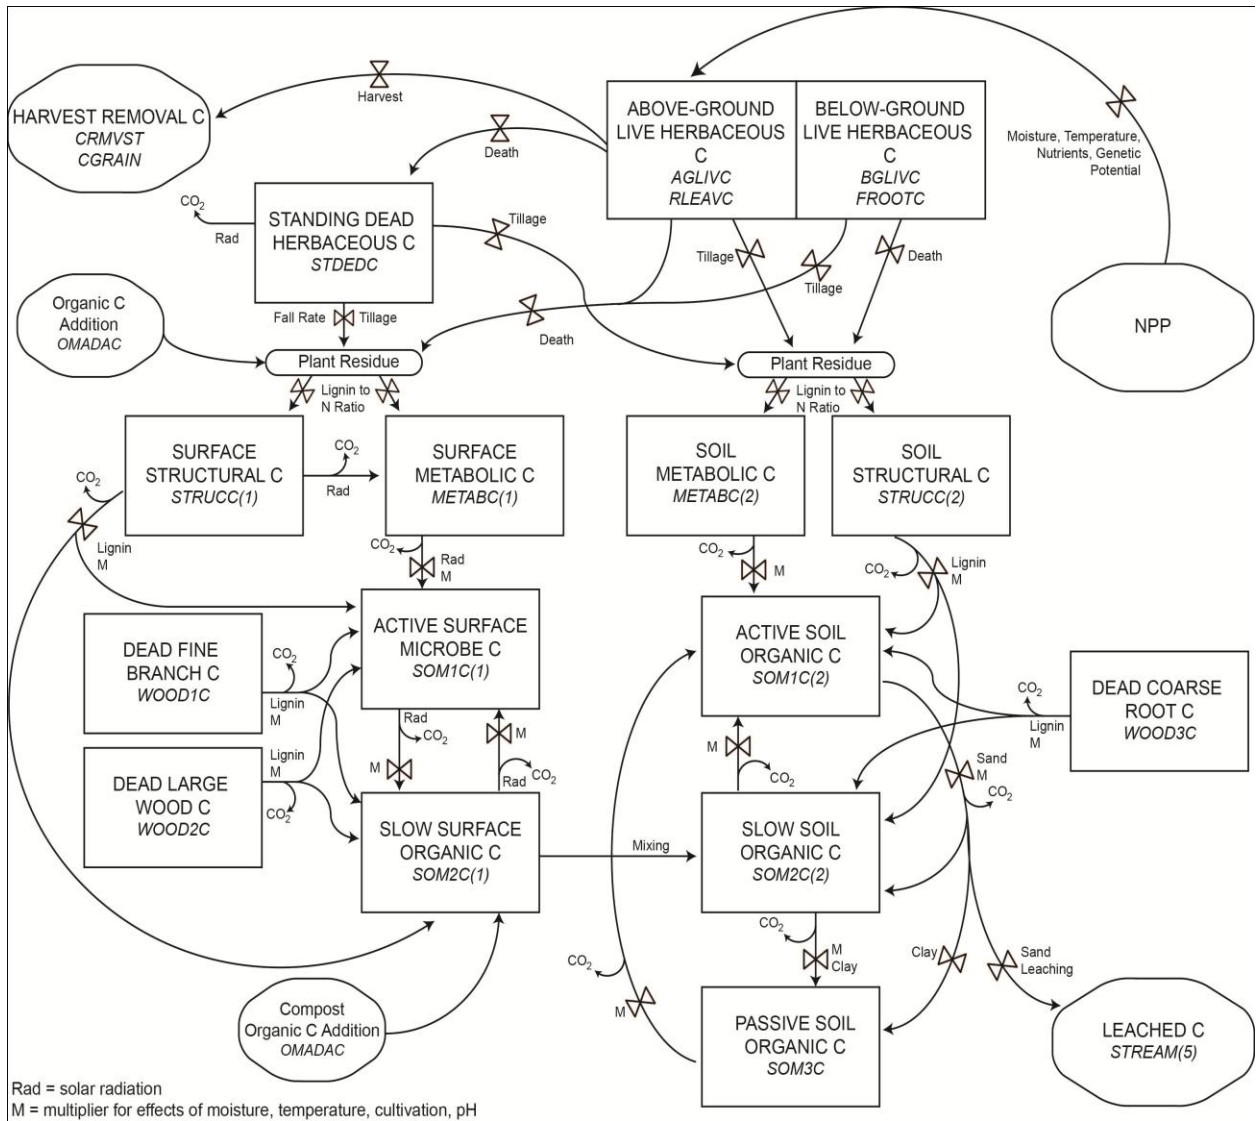 HARVEST REMOVAL C
CRMVST
CGRAIN
Harvest
ABOVE-GROUND
LIVE HERBACEOUS
C
AGLIVC
RLEAVC
BELOW-GROUND
LIVE HERBACEOUS
C
BGLIVC
FROOTC
Moisture, Temperature,
Nutrients, Genetic
Potential
Death
CO2
Rad
STANDING DEAD
HERBACEOUS C
STDEDC
Tillage
Tillage
Tillage
Death
Organic C
Addition
OMADAC
Fall Rate
Tillage
Death
NPP
Plant Residue
Plant Residue
Lignin to
N Ratio
Lignin to
N Ratio
SURFACE
STRUCTURAL C
STRUCC(1)
CO2
Rad
SURFACE
METABOLIC C
METABC(1)
SOIL
METABOLIC C
METABC(2)
SOIL
STRUCTURAL C
STRUCC(2)
CO2
Lignin
M
CO2
Rad
M
CO2
M
CO2
Lignin
M
DEAD FINE
BRANCH C
WOOD1C
CO2
Lignin
M
ACTIVE SURFACE
MICROBE C
SOM1C(1)
ACTIVE SOIL
ORGANIC C
SOM1C(2)
CO2
Lignin
M
DEAD COARSE
ROOT C
WOOD3C
DEAD LARGE
WOOD C
WOOD2C
Lignin
M
CO2
Rad
CO2
M
M
CO2
Rad
M
CO2
Sand
M
CO2
SLOW SURFACE
ORGANIC C
SOM2C(1)
Mixing
SLOW SOIL
ORGANIC C
SOM2C(2)
CO2
M
CO2
M
Clay
Clay
Sand
Leaching
Compost
Organic C Addition
OMADAC
PASSIVE SOIL
ORGANIC C
SOM3C
LEACHED C
STREAM(5)
Rad = solar radiation
M = multiplier for effects of moisture, temperature, cultivation, pH